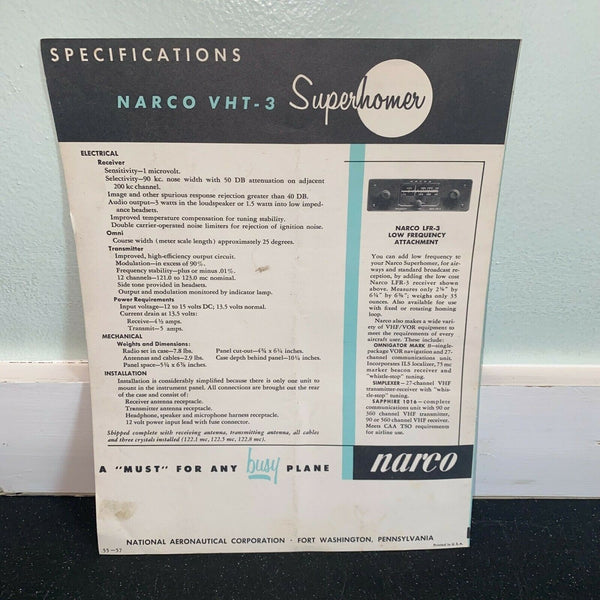 SPECIFICATIONS
NARCO VHT-3 Superhomer
ELECTRICAL
Receiver
Sensitivity—1 microvolt.
Selectivity—90 kc. nose width with 50 DB attenuation on adjacent
200 kc channel.
Image and other spurious response rejection greater than 40 DB.
Audio output—3 watts in the loudspeaker or 1.5 watts into low imped-
ance headsets.
Improved temperature compensation for tuning stability.
Double carrier-operated noise limiters for rejection of ignition noise.
Omni
Course width (meter scale length) approximately 25 degrees.
Transmitter
Improved, high-efficiency output circuit.
Modulation—in excess of 90%.
Frequency stability—plus or minus .01%.
12 channels—121.0 to 123.0 mc nominal.
Side tone provided in headsets.
Output and modulation monitored by indicator lamp.
Power Requirements
Input voltage—12 to 15 volts DC; 13.5 volts normal.
Current drain at 13.5 volts:
Receive—4½ amps.
Transmit—5 amps.
MECHANICAL
Weights and Dimensions:
Radio set in case—7.8 lbs.
Antennas and cables—2.9 lbs.
Panel space—5¼ x 6¾ inches
Panel cut-out—4¾ x 6¼ inches.
Case depth behind panel—10¼ inches.
INSTALLATION
Installation is considerably simplified because there is only one unit to
mount in the instrument panel. All connections are brought out the rear
of the case and consist of:
Receiver antenna receptacle.
Transmitter antenna receptacle.
Headphone, speaker and microphone harness receptacle.
12 volt power input lead with fuse connector.
Shipped complete with receiving antenna, transmitting antenna, all cables
and three crystals installed (122.1 mc, 122.5 mc, 122.8 mc).
NARCO LFR-3
LOW FREQUENCY
ATTACHMENT
You can add low frequency to
your Narco Superhomer, for air-
ways and standard broadcast re-
ception, by adding the low cost
Narco LFR-3 receiver shown
above. Measures only 2⅝" by
6⅜" by 6⅝"; weighs only 35
ounces. Also available for use
with fixed or rotating homing
loop.
Narco also makes a wide vari-
ety of VHF/VOR equipment to
meet the requirements of every
aircraft user. These include:
OMNIGATOR MARK II—single-
package VOR navigation and 27-
channel communications unit.
Incorporates ILS localizer, 75 mc
marker beacon receiver and
"whistle-stop" tuning.
SIMPLEXER—27-channel VHF
transmitter-receiver with "whis-
tle-stop" tuning.
SAPPHIRE 1016—complete
communications unit with 90 or
360 channel VHF transmitter,
90 or 560 channel VHF receiver.
Meets CAA TSO requirements
for airline use.
A "MUST" FOR ANY busy PLANE
narco
NATIONAL AERONAUTICAL CORPORATION - FORT WASHINGTON, PENNSYLVANIA
55—57
Printed in U.S.A.